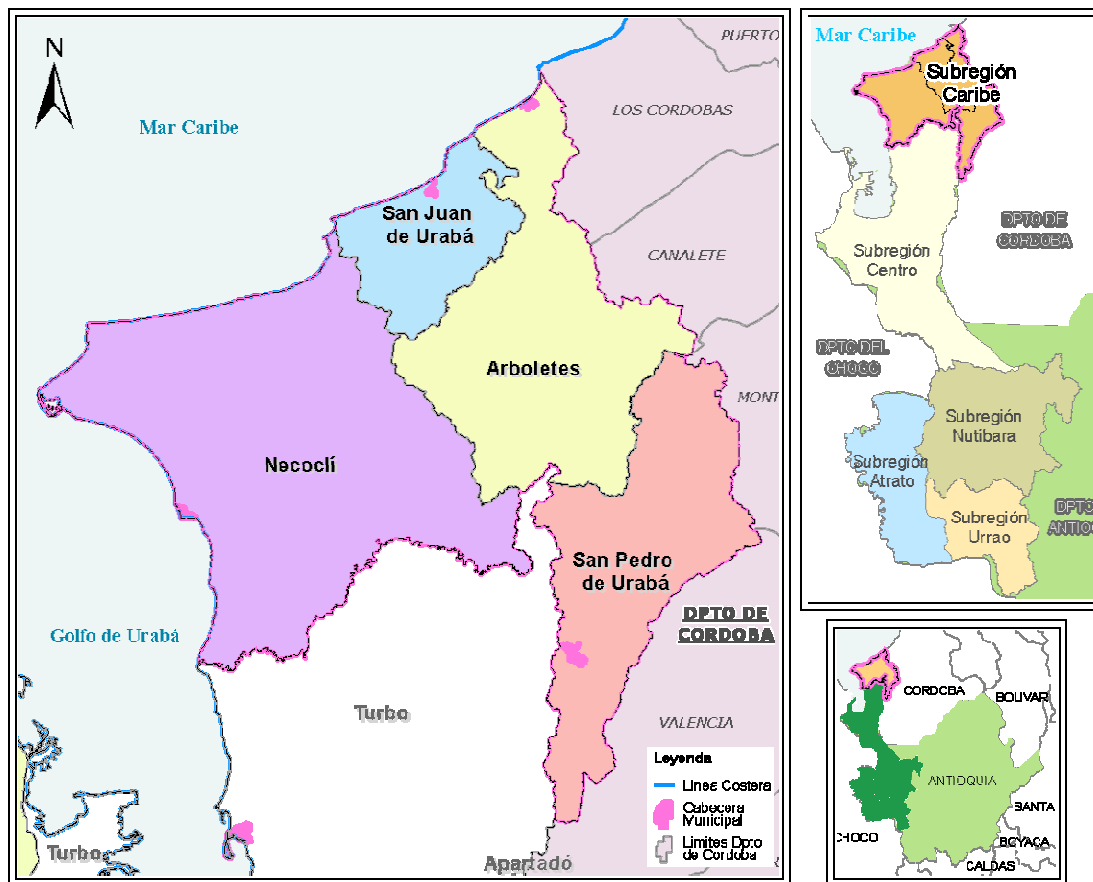 N
Mar Caribe
PUERTO
LOS CORDOBAS
San Juan
de Urabá
CANALETE
Arboletes
MONT
Necoclí
San Pedro
de Urabá
DPTO DE
CORDOBA
Golfo de Urabá
Turbo
VALENCIA
Turbo
Apartadó
Leyenda
Linea Costera
Cabecera
Municipal
Limites Dpto
de Cordoba
Mar Caribe
Subregión
Caribe
DPTO DE
CORDOBA
Subregión
Centro
DPTO DEL
CHOCO
Subregión
Nutibara
Subregión
Atrato
Subregión
Urrao
DPTO
ANTIOQ
CORDOBA
BOLIVAR
ANTIOQUIA
SANTA
CHOCO
BOYACA
CALDAS